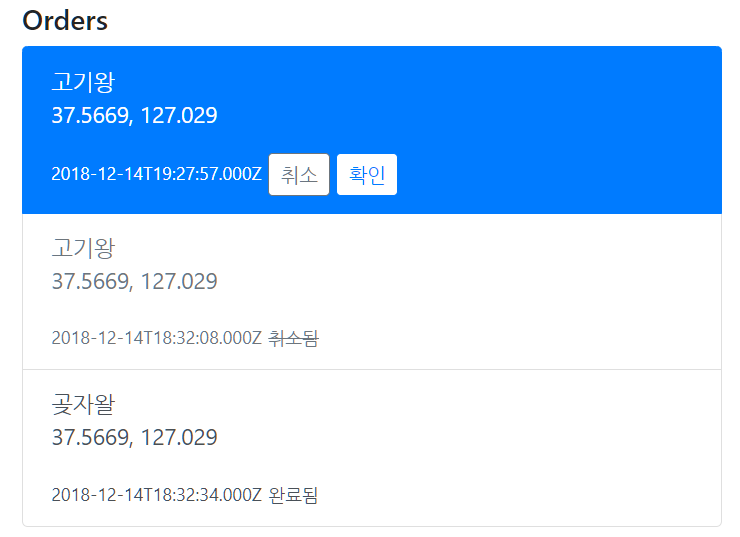 Orders
고기왕
37.5669, 127.029
2018-12-14T19:27:57.000Z 취소 확인
고기왕
37.5669, 127.029
2018-12-14T18:32:08.000Z 취소됨
곶자왈
37.5669, 127.029
2018-12-14T18:32:34.000Z 완료됨